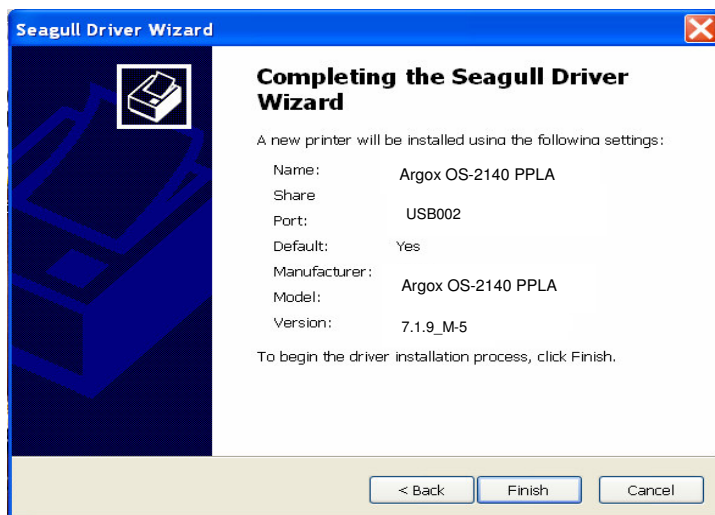 Seagull Driver Wizard
Completing the Seagull Driver
Wizard
A new printer will be installed using the following settings:
Name: Argox OS-2140 PPLA
Share
Port: USB002
Default: Yes
Manufacturer:
Model: Argox OS-2140 PPLA
Version: 7.1.9_M-5
To begin the driver installation process, click Finish.
< Back Finish Cancel